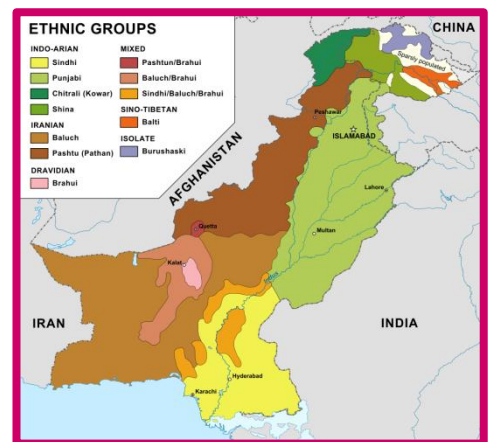 ETHNIC GROUPS
INDO-ARIAN
Sindhi
Punjabi
Chitrali (Kowar)
Shina
IRANIAN
Baluch
Pashtu (Pathan)
DRAVIDIAN
Brahui
MIXED
Pashtun/Brahui
Baluch/Brahui
Sindhi/Baluch/Brahui
SINO-TIBETAN
Balti
ISOLATE
Burushaski
CHINA
Sparsly populated
Peshawar
ISLAMABAD
AFGHANISTAN
Lahore
Quetta
Multan
Kalat
Indus
IRAN
INDIA
Hyderabad
Karachi